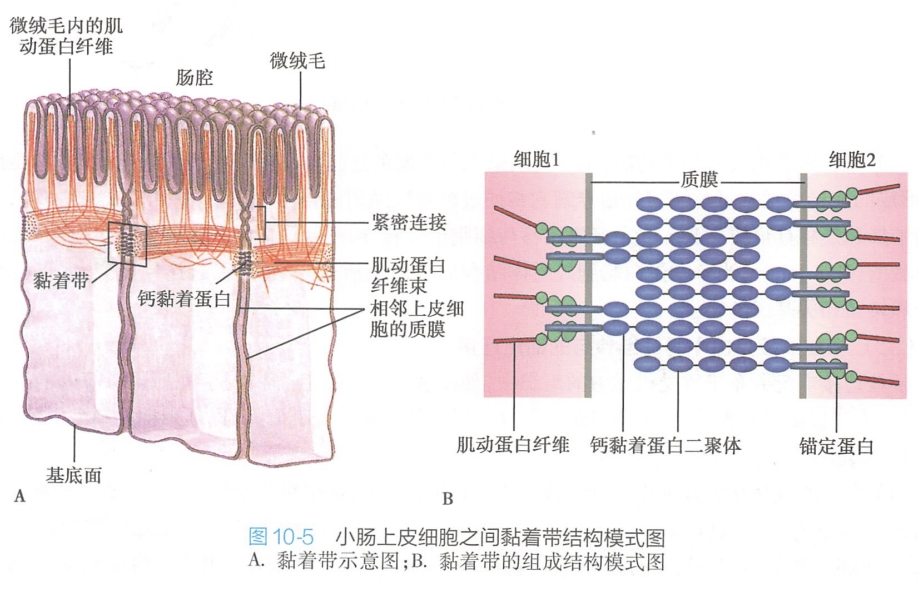 微绒毛内的肌
动蛋白纤维
肠腔
微绒毛
紧密连接
黏着带
钙黏着蛋白
肌动蛋白
纤维束
相邻上皮细
胞的质膜
基底面
A
细胞1
质膜
细胞2
肌动蛋白纤维
钙黏着蛋白二聚体
锚定蛋白
B
图10-5 小肠上皮细胞之间黏着带结构模式图
A. 黏着带示意图;B. 黏着带的组成结构模式图